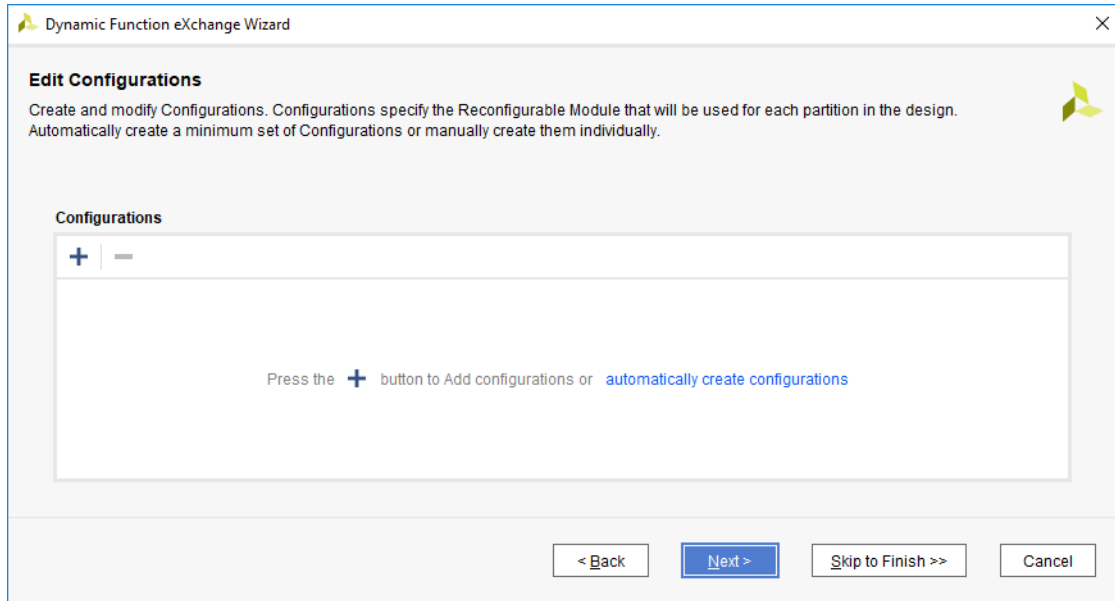 Dynamic Function eXchange Wizard
Edit Configurations
Create and modify Configurations. Configurations specify the Reconfigurable Module that will be used for each partition in the design.
Automatically create a minimum set of Configurations or manually create them individually.
Configurations
Press the + button to Add configurations or automatically create configurations
< Back Next > Skip to Finish >> Cancel